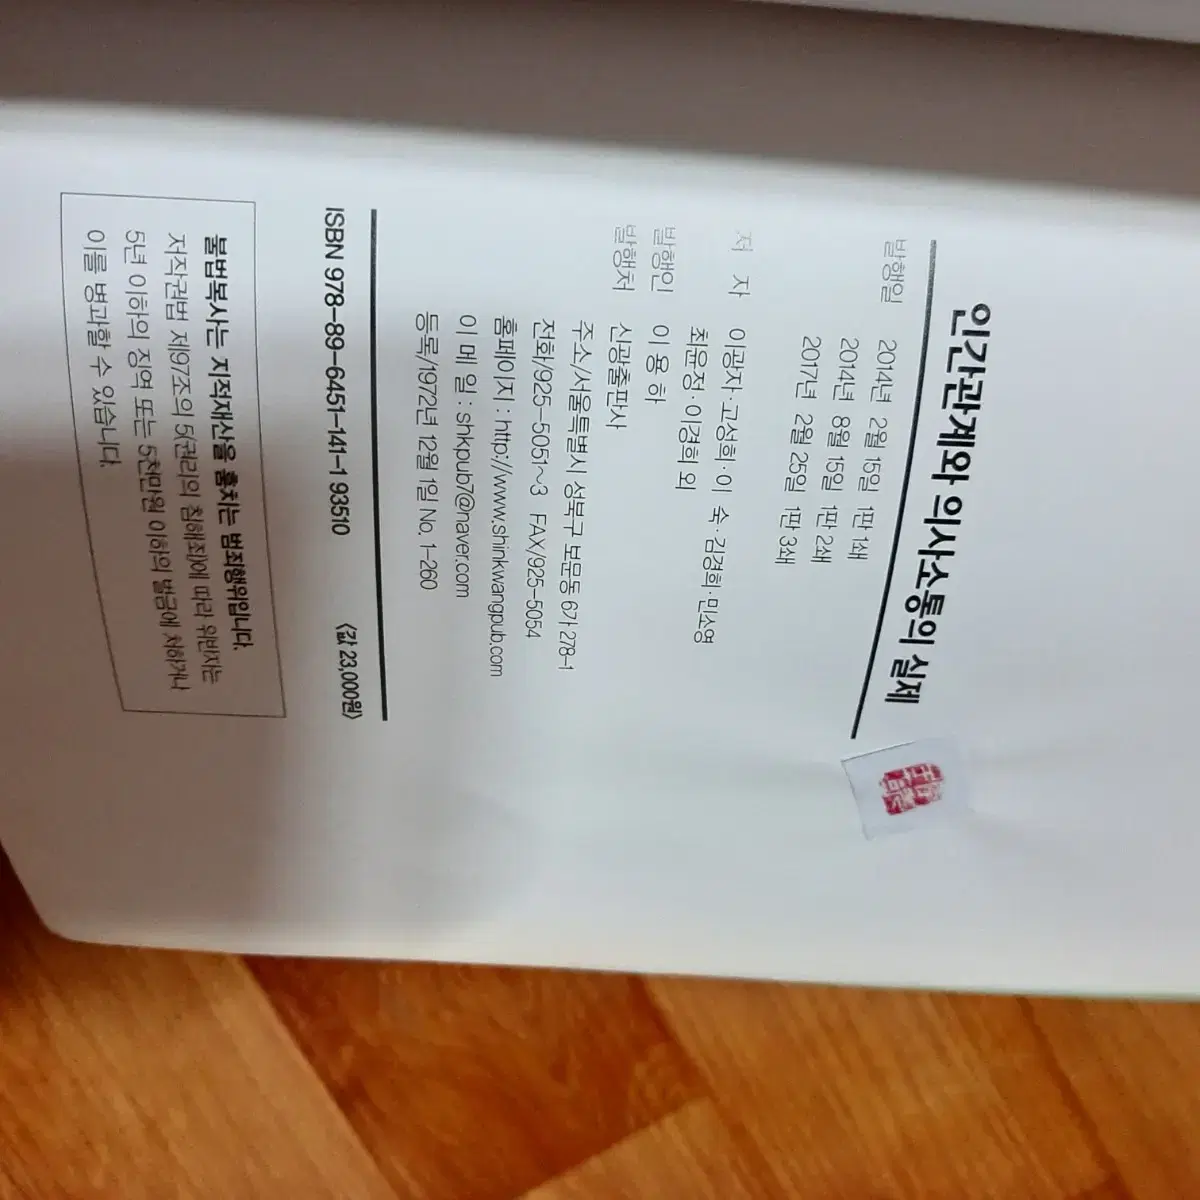 인간관계와 의사소통의 실제
발행일 2014년 2월 15일 1판 1쇄
2014년 8월 15일 1판 2쇄
2017년 2월 25일 1판 3쇄
저 자 이광자·고성희·이 숙·김경희·민소영
최윤정·이경희 외
발행인 이 용 하
발행처 신광출판사
주소/서울특별시 성북구 보문동 6가 278-1
전화/925-5051~3 FAX/925-5054
홈페이지 : http://www.shinkwangpub.com
이 메 일 : shkpub7@naver.com
등록/1972년 12월 1일 No. 1-260
ISBN 978-89-6451-141-1 93510 〈값 23,000원〉
불법복사는 지적재산을 훔치는 범죄행위입니다.
저작권법 제97조의 5(권리의 침해죄)에 따라 위반자는
5년 이하의 징역 또는 5천만원 이하의 벌금에 처하거나
이를 병과할 수 있습니다.